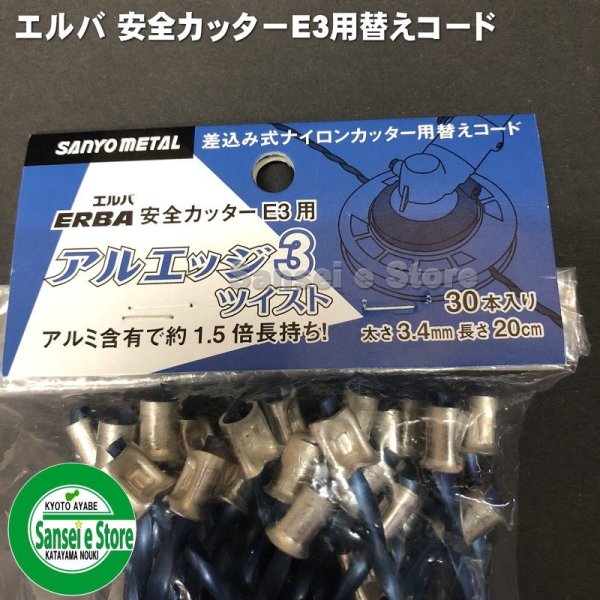 エルバ 安全カッターE3用替えコード
SANYO METAL
差込み式ナイロンカッター用替えコード
エルバ
ERBA 安全カッター E3 用
アルエッジ3
ツイスト
Sansei e Store
30本入り
アルミ含有で約1.5倍長持ち!
太さ3.4mm 長さ20cm
KYOTO AYABE
Sansei e Store
KATAYAMA NOUKI